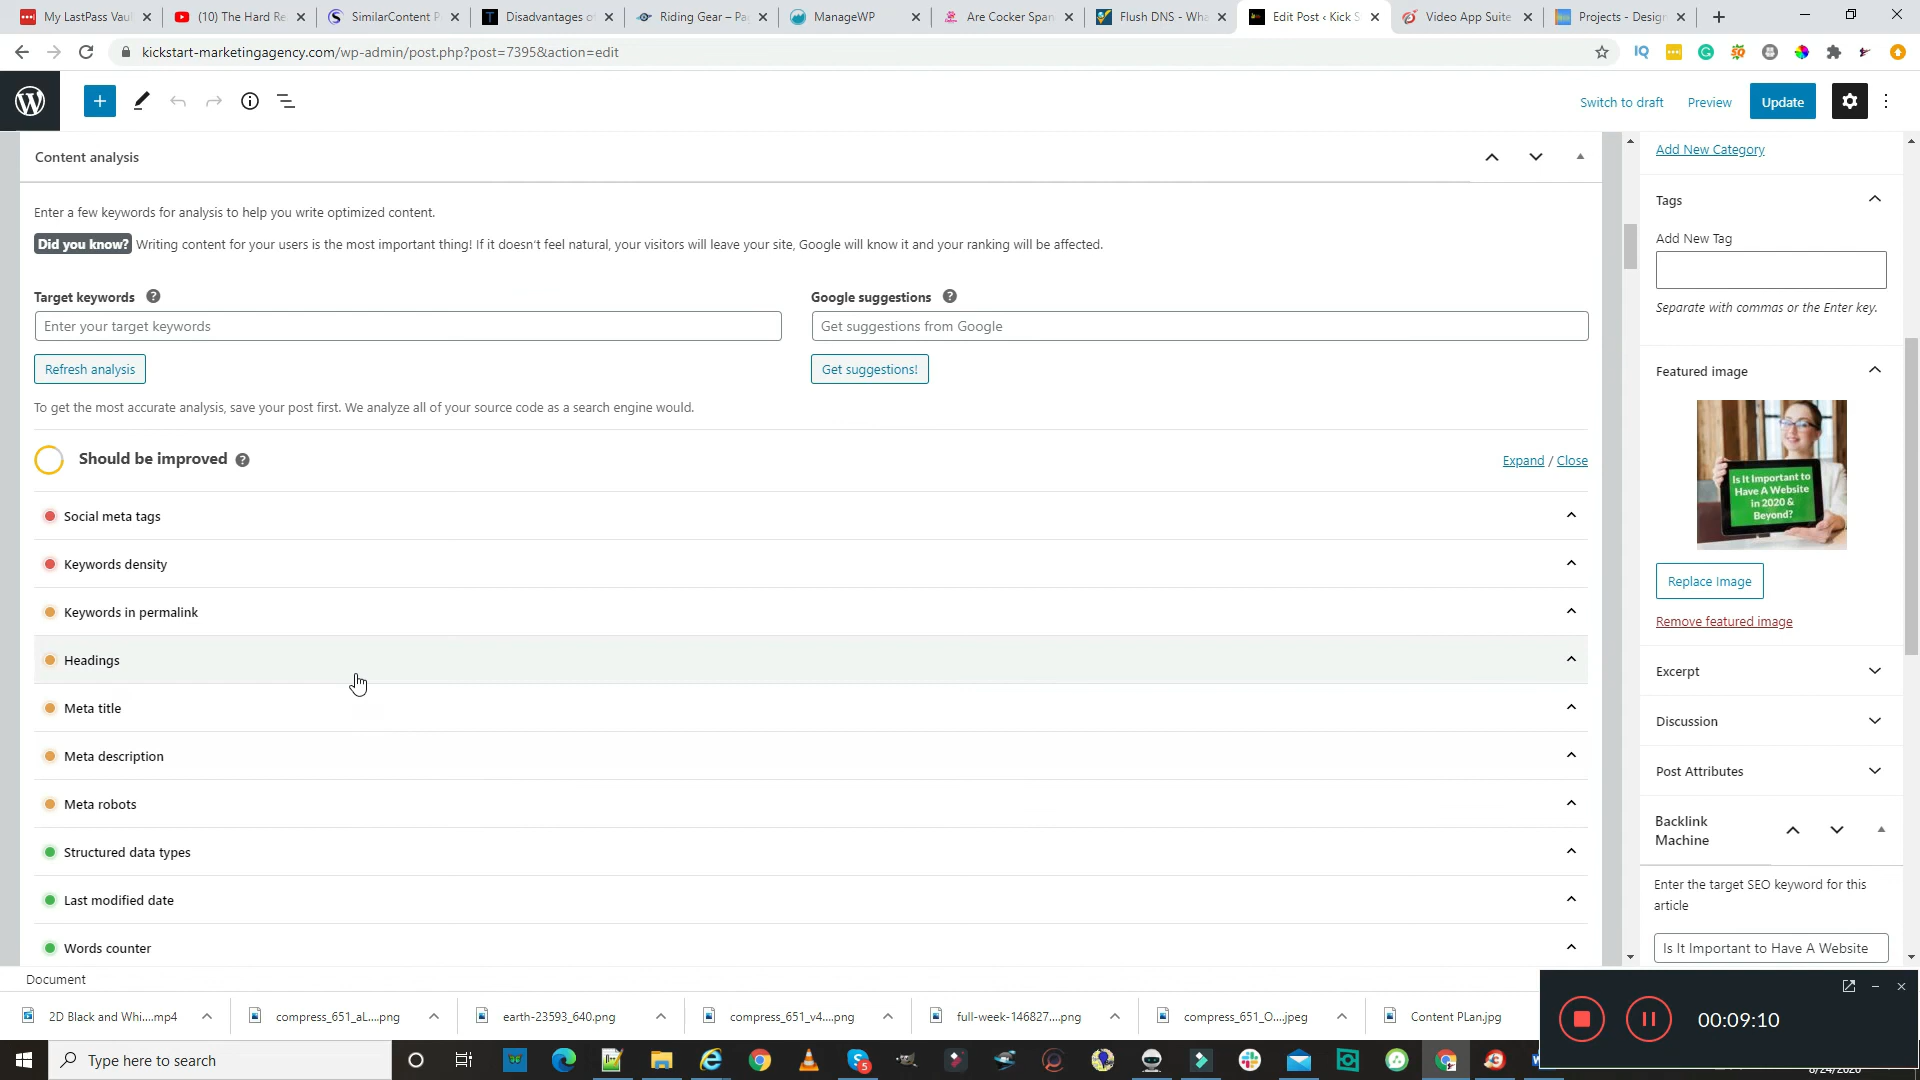 My LastPass Vau
(10) The Hard Re
SimilarContent P
Disadvantages o
Riding Gear – Pa
ManageWP
Are Cocker Span
Flush DNS - Wha
Edit Post ‹ Kick S
Video App Suite
Projects - Design
kickstart-marketingagency.com/wp-admin/post.php?post=7395&action=edit
Switch to draft
Preview
Update
Content analysis
Enter a few keywords for analysis to help you write optimized content.
Did you know? Writing content for your users is the most important thing! If it doesn't feel natural, your visitors will leave your site, Google will know it and your ranking will be affected.
Target keywords
Google suggestions
Enter your target keywords
Get suggestions from Google
Refresh analysis
Get suggestions!
To get the most accurate analysis, save your post first. We analyze all of your source code as a search engine would.
Should be improved
Expand / Close
Social meta tags
Keywords density
Keywords in permalink
Headings
Meta title
Meta description
Meta robots
Structured data types
Last modified date
Words counter
Add New Category
Tags
Add New Tag
Separate with commas or the Enter key.
Featured image
Is It Important to
Have A Website
in 2020 &
Beyond?
Replace Image
Remove featured image
Excerpt
Discussion
Post Attributes
Backlink
Machine
Enter the target SEO keyword for this
article
Is It Important to Have A Website
Document
2D Black and Whi....mp4
compress_651_aL....png
earth-23593_640.png
compress_651_v4....png
full-week-146827....png
compress_651_O....jpeg
Content PLan.jpg
00:09:10
Type here to search